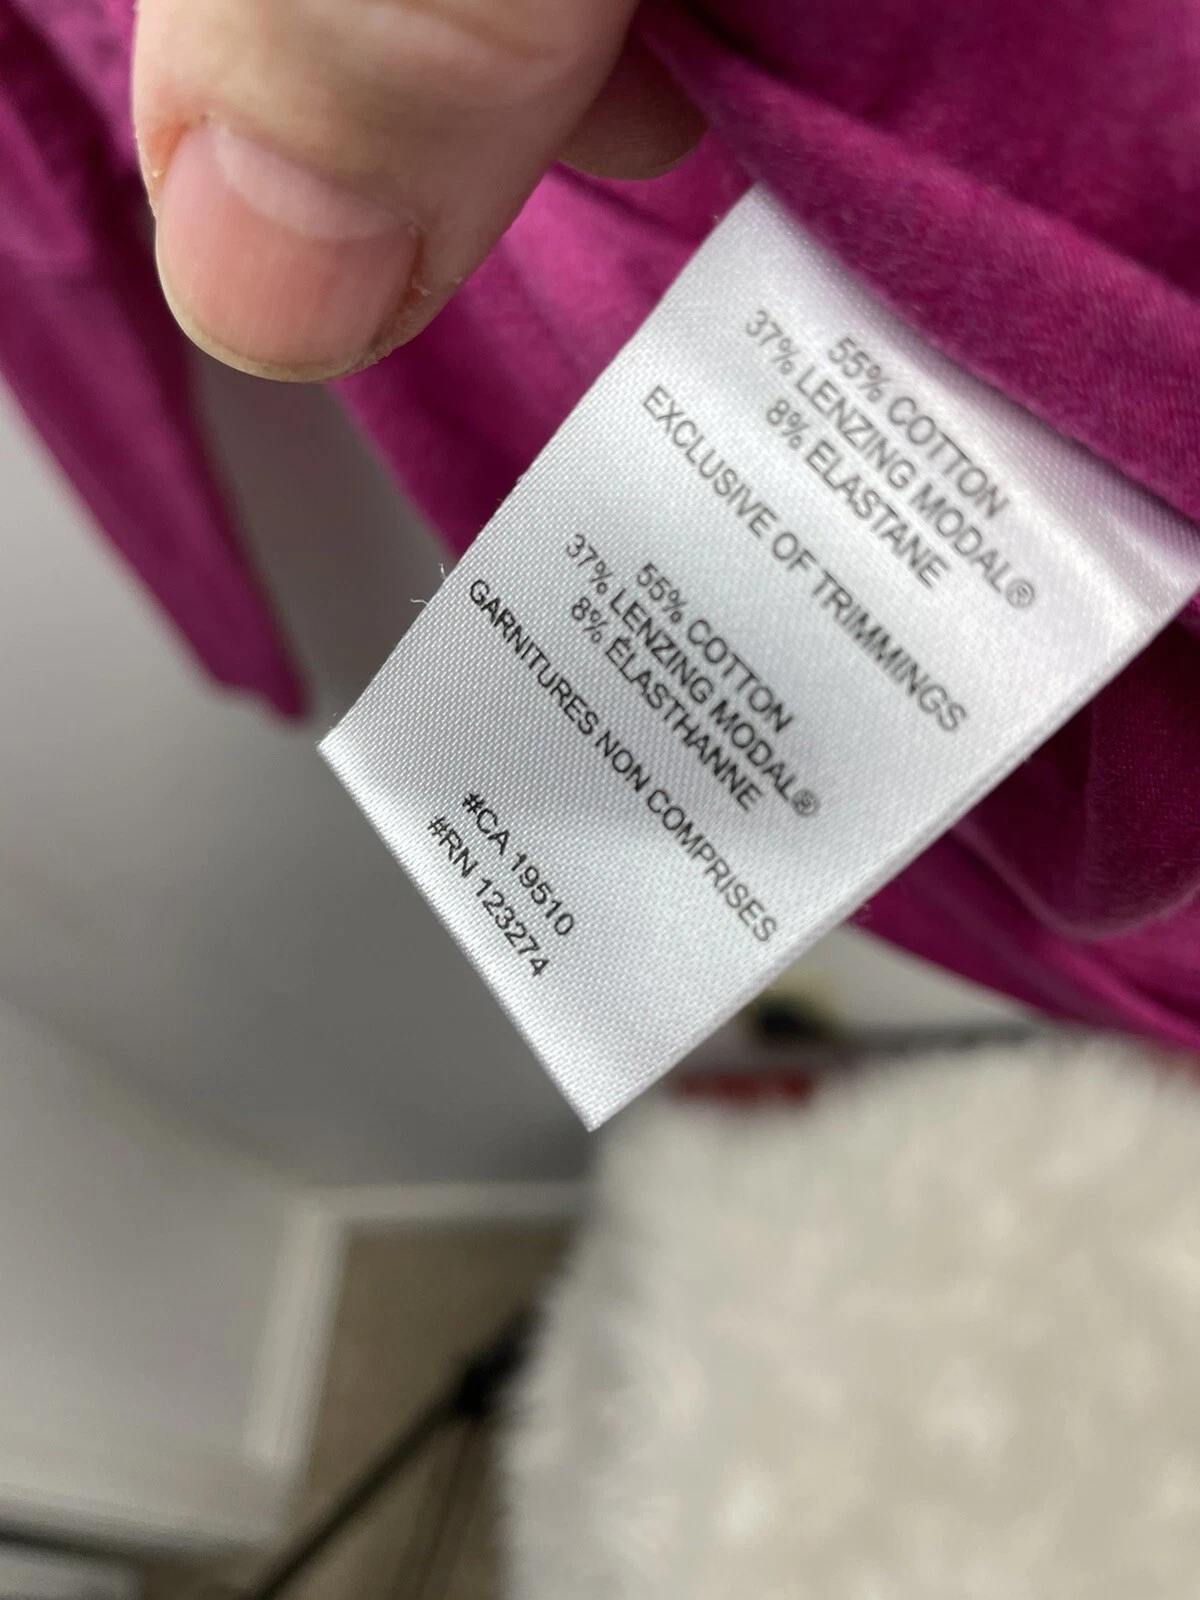 55% COTTON
37% LENZING MODAL®
8% ELASTANE
EXCLUSIVE OF TRIMMINGS
55% COTTON
37% LENZING MODAL®
8% ÉLASTHANNE
GARNITURES NON COMPRISES
#CA 19510
#RN 123274